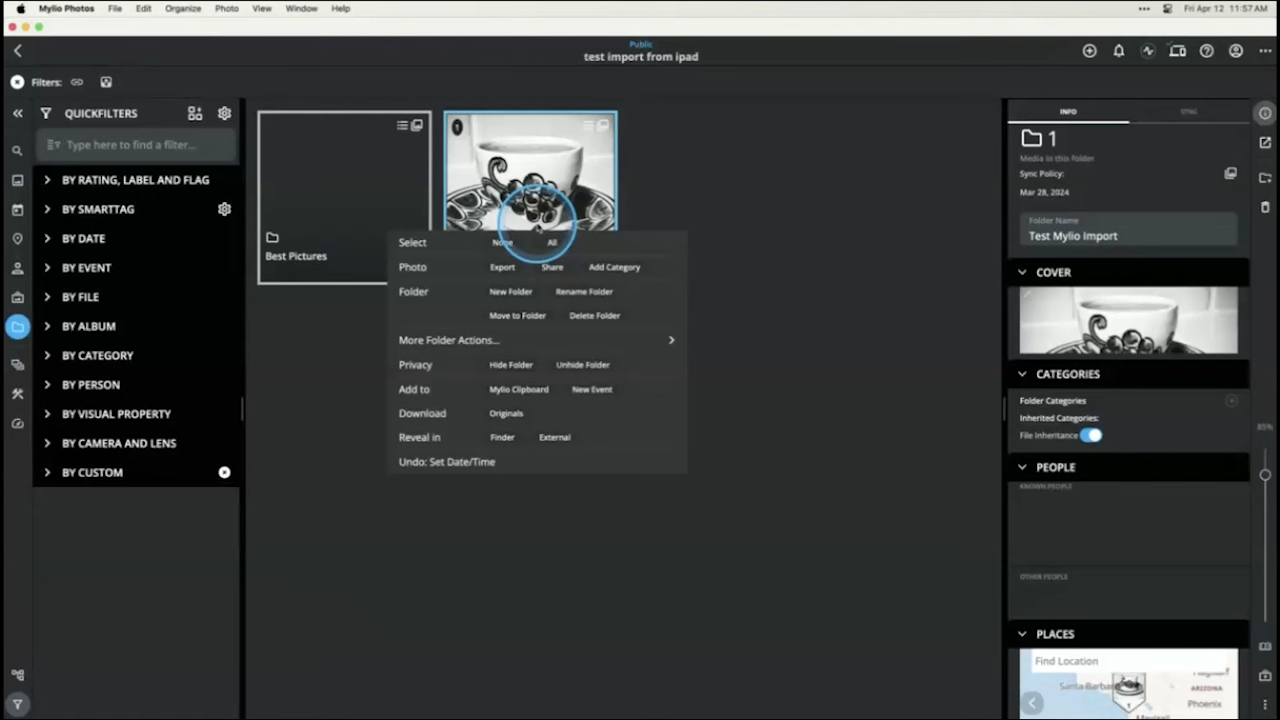 Mylio Photos File Edit Organize Photo View Window Help ••• Fri Apr 12 11:57 AM
Public
test import from ipad
Filters:
QUICKFILTERS
Type here to find a filter...
BY RATING, LABEL AND FLAG
BY SMARTTAG
BY DATE
BY EVENT
BY FILE
BY ALBUM
BY CATEGORY
BY PERSON
BY VISUAL PROPERTY
BY CAMERA AND LENS
BY CUSTOM
Best Pictures
1
Select None All
Photo Export Share Add Category
Folder New Folder Rename Folder
Move to Folder Delete Folder
More Folder Actions...
Privacy Hide Folder Unhide Folder
Add to Mylio Clipboard New Event
Download Originals
Reveal in Finder External
Undo: Set Date/Time
INFO SYNC
1
Media in this folder
Sync Policy:
Mar 28, 2024
Folder Name
Test Mylio Import
COVER
CATEGORIES
Folder Categories
Inherited Categories:
File Inheritance
PEOPLE
KNOWN PEOPLE
OTHER PEOPLE
PLACES
Find Location
Santa Barbara
ARIZONA
Phoenix
1
85%